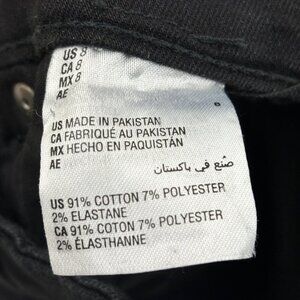 US 8
CA 8
MX 8
AE
US MADE IN PAKISTAN
CA FABRIQUÉ AU PAKISTAN
MX HECHO EN PAQUISTÁN
AE
صُنع في باكستان
US 91% COTTON 7% POLYESTER
2% ELASTANE
CA 91% COTON 7% POLYESTER
2% ÉLASTHANNE